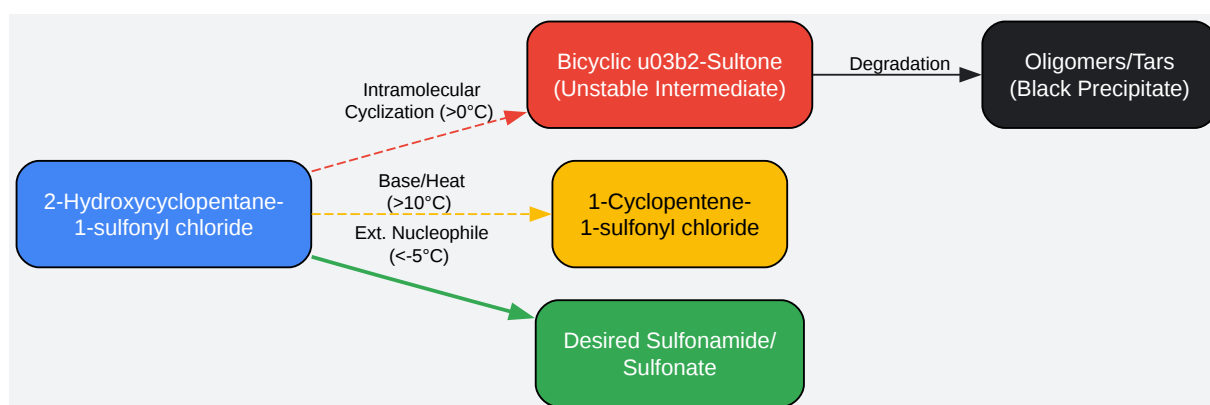 Bicyclic u03b2-Sultone
(Unstable Intermediate)
Degradation
Oligomers/Tars
(Black Precipitate)
Intramolecular
Cyclization (>0°C)
2-Hydroxycyclopentane-
1-sulfonyl chloride
Base/Heat
(>10°C)
1-Cyclopentene-
1-sulfonyl chloride
Ext. Nucleophile
(<-5°C)
Desired Sulfonamide/
Sulfonate